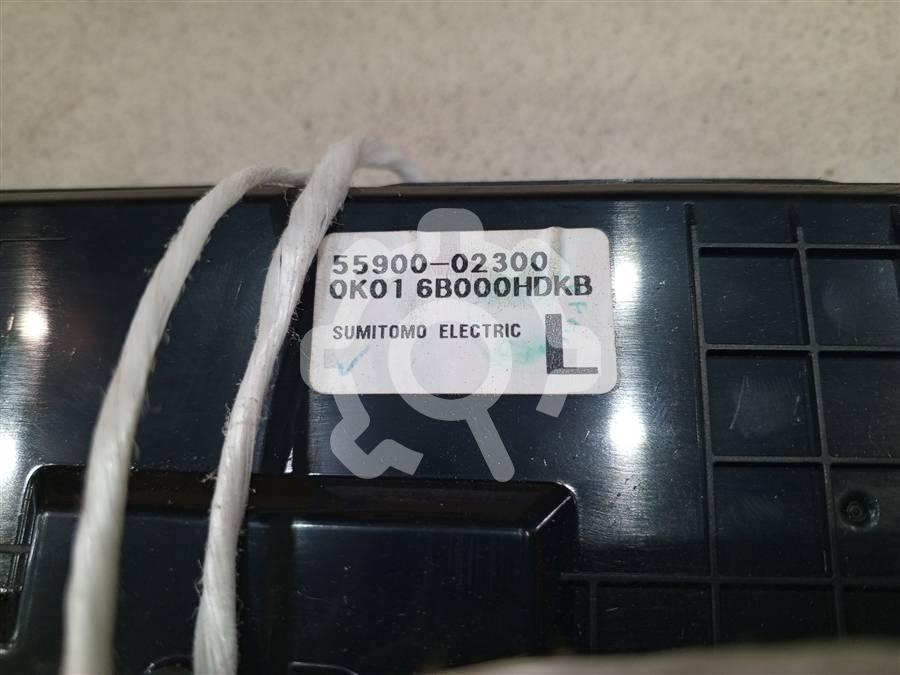 55900-02300
0K01 6B000HDKB
SUMITOMO ELECTRIC
L